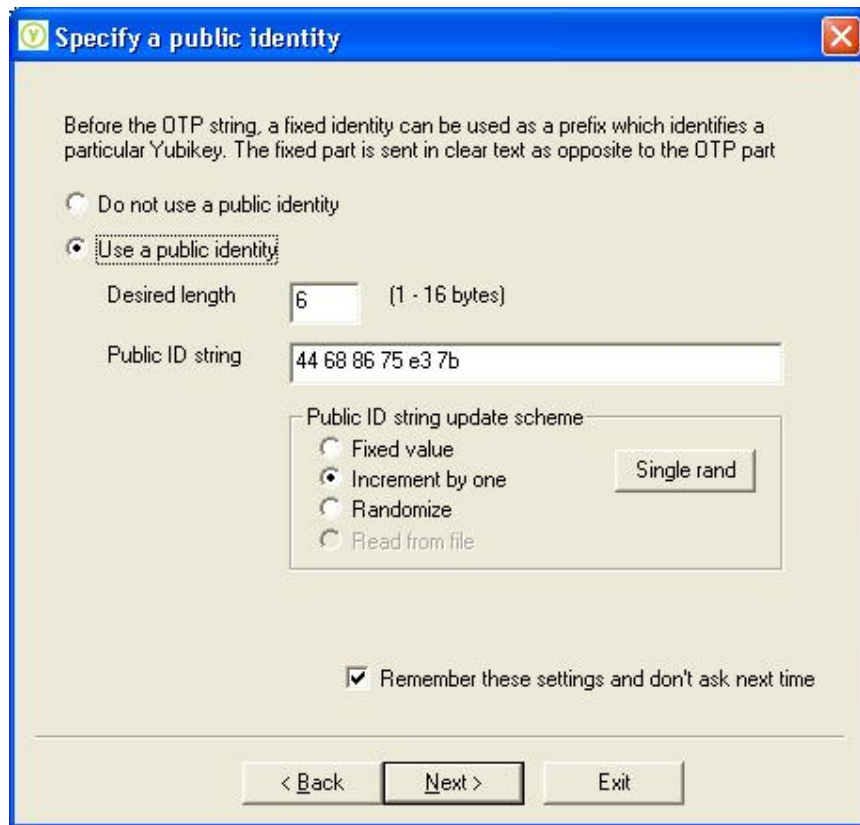 Specify a public identity
Before the OTP string, a fixed identity can be used as a prefix which identifies a
particular Yubikey. The fixed part is sent in clear text as opposite to the OTP part
Do not use a public identity
Use a public identity
Desired length 6 (1 - 16 bytes)
Public ID string 44 68 86 75 e3 7b
Public ID string update scheme
Fixed value
Increment by one Single rand
Randomize
Read from file
Remember these settings and don't ask next time
< Back Next > Exit